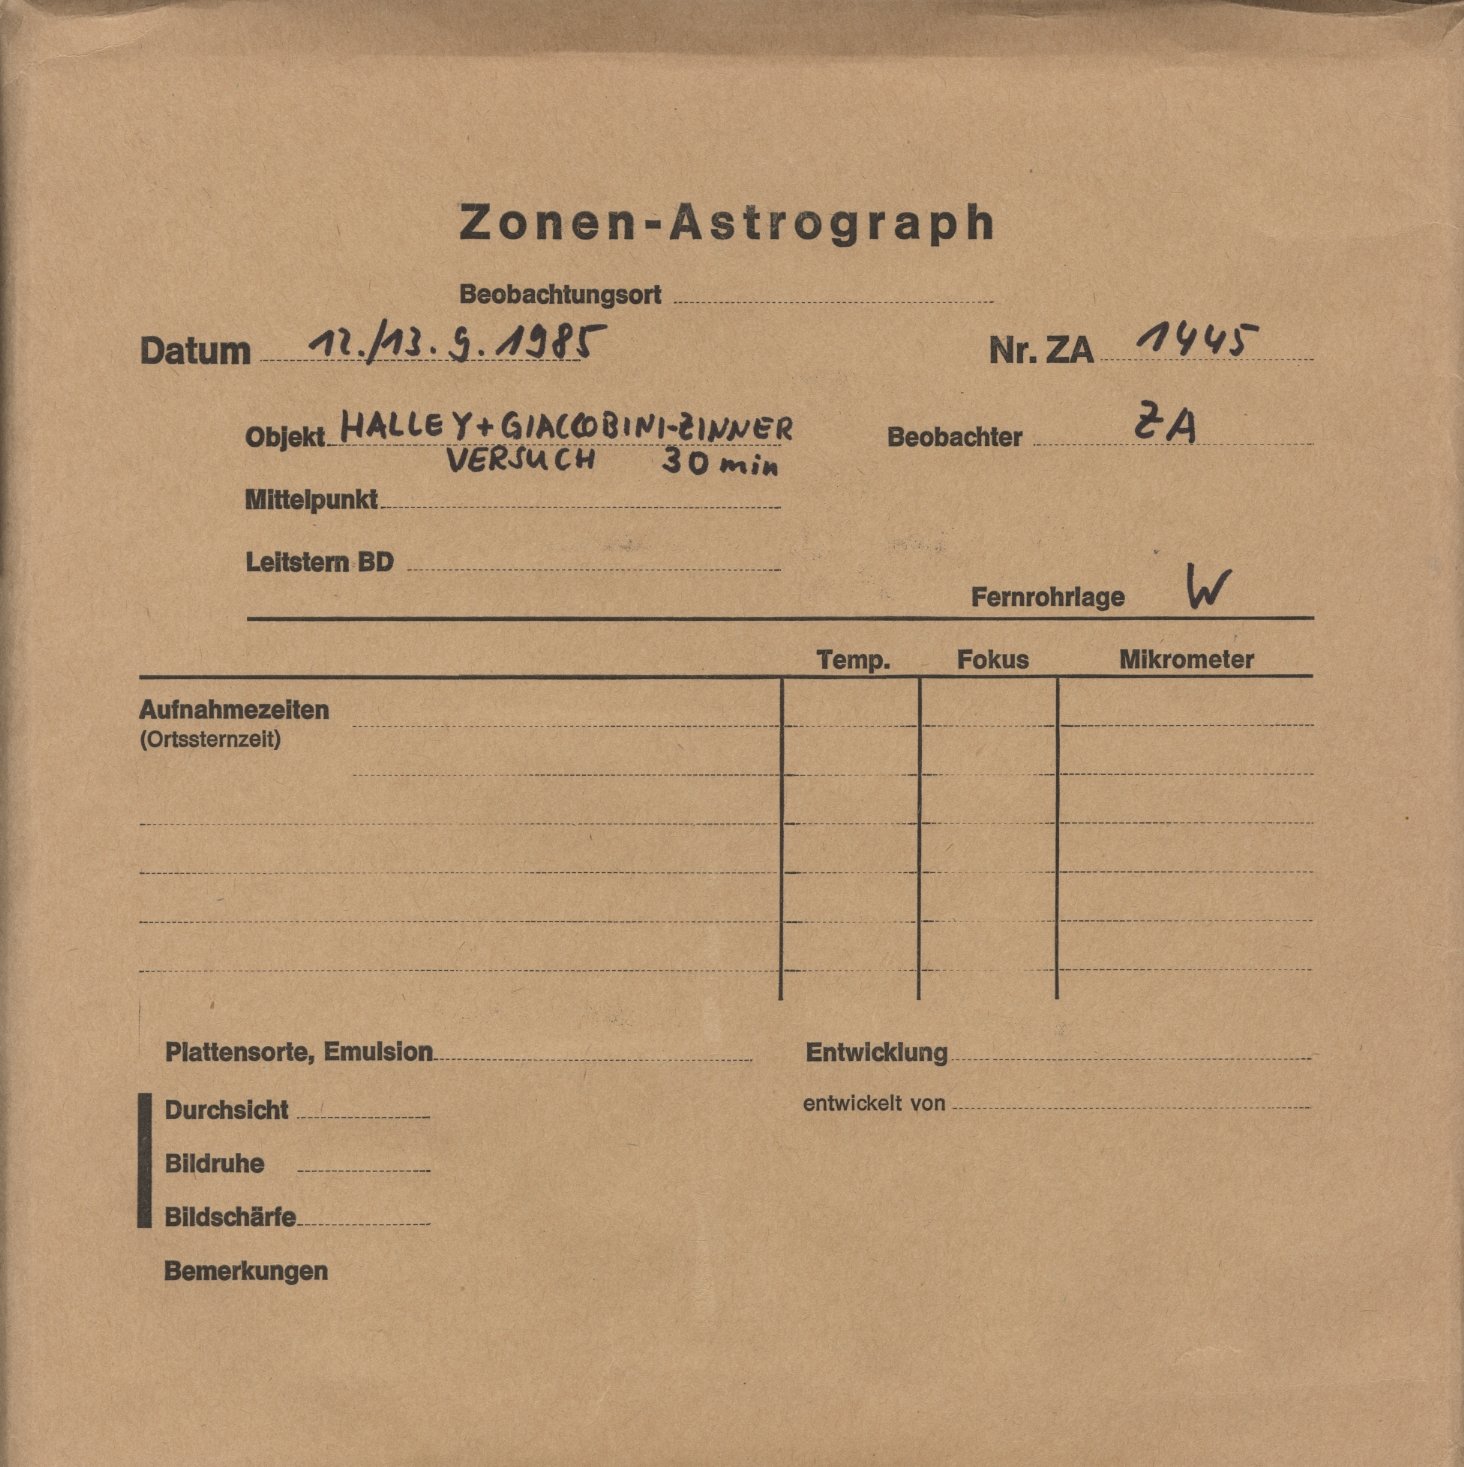 Zonen-Astrograph
Beobachtungsort
Datum 12./13. 9. 1985 Nr. ZA 1445
Objekt HALLEY + GIACCOBINI-ZINNER Beobachter ZA
VERSUCH 30 min
Mittelpunkt
Leitstern BD
Fernrohrlage W
Temp. Fokus Mikrometer
Aufnahmezeiten
(Ortssternzeit)
Plattensorte, Emulsion Entwicklung
Durchsicht entwickelt von
Bildruhe
Bildschärfe
Bemerkungen